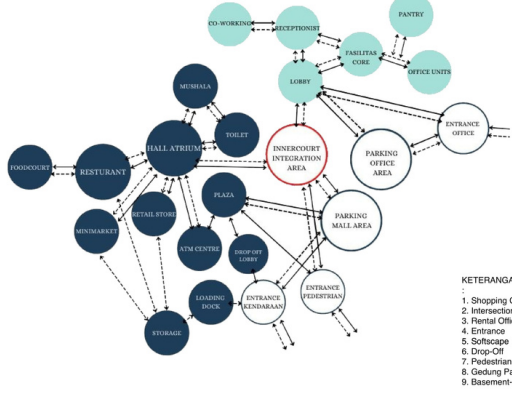 PANTRY
CO-WORKING
RECEPTIONIST
FASILITAS
CORE
OFFICE UNITS
LOBBY
MUSHALA
ENTRANCE
OFFICE
TOILET
HALL ATRIUM
INNERCOURT
INTEGRATION
AREA
PARKING
OFFICE
AREA
FOODCOURT
RESTURANT
PLAZA
RETAIL STORE
PARKING
MALL AREA
MINIMARKET
ATM CENTRE
DROP OFF
LOBBY
ENTRANCE
PEDESTRIAN
LOADING
DOCK
ENTRANCE
KENDARAAN
STORAGE
KETERANGA
:
1. Shopping C
2. Intersection
3. Rental Offic
4. Entrance
5. Softscape
6. Drop-Off
7. Pedestrian
8. Gedung Pa
9. Basement-